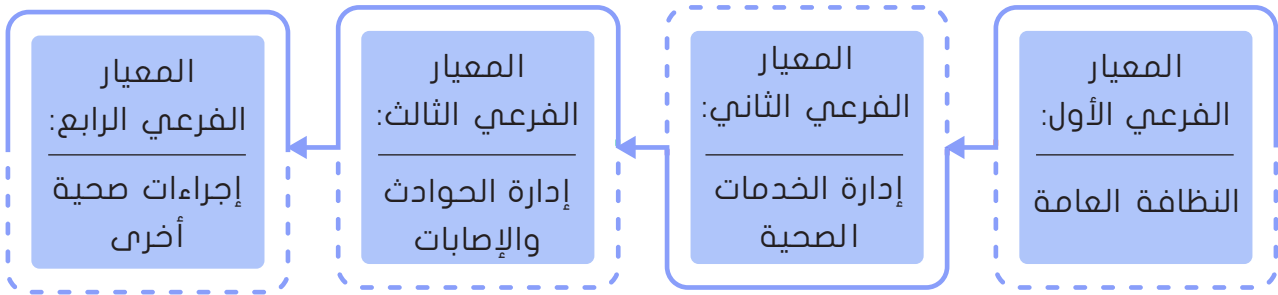 المعيار
الفرعي الأول:
النظافة العامة
المعيار
الفرعي الثاني:
إدارة الخدمات
الصحية
المعيار
الفرعي الثالث:
إدارة الحوادث
والإصابات
المعيار
الفرعي الرابع:
إجراءات صحية
أخرى